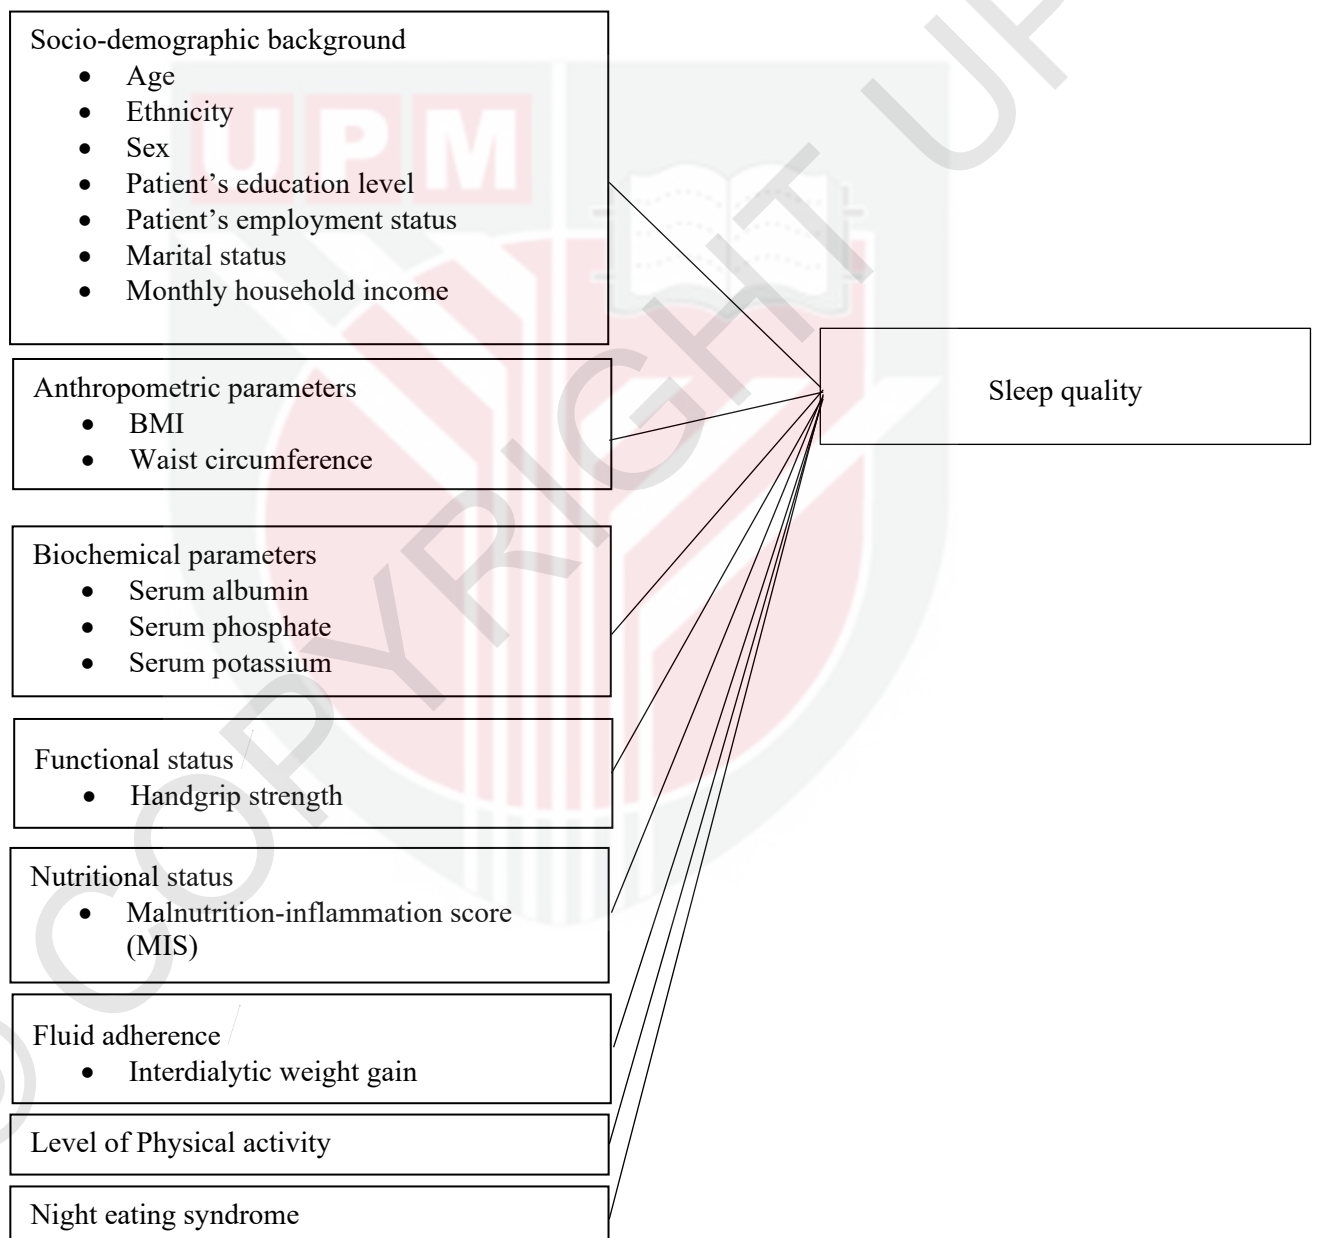 Socio-demographic background
• Age
• Ethnicity
• Sex
• Patient’s education level
• Patient’s employment status
• Marital status
• Monthly household income
Anthropometric parameters
• BMI
• Waist circumference
Biochemical parameters
• Serum albumin
• Serum phosphate
• Serum potassium
Functional status
• Handgrip strength
Nutritional status
• Malnutrition-inflammation score
(MIS)
Fluid adherence
• Interdialytic weight gain
Level of Physical activity
Night eating syndrome
Sleep quality
UPM
© COPYRIGHT UP